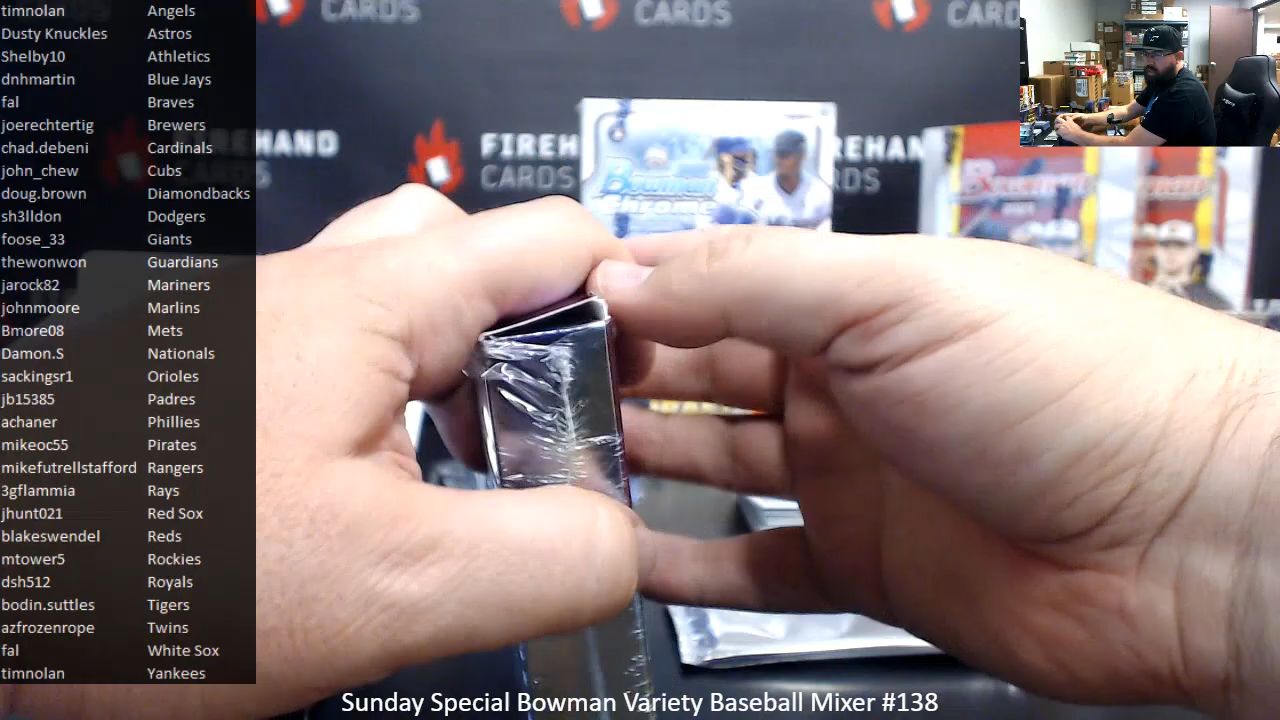 timnolan Angels
Dusty Knuckles Astros
Shelby10 Athletics
dnhmartin Blue Jays
fal Braves
joerechtertig Brewers
chad.debeni Cardinals
john_chew Cubs
doug.brown Diamondbacks
sh3lldon Dodgers
foose_33 Giants
thewonwon Guardians
jarock82 Mariners
johnmoore Marlins
Bmore08 Mets
Damon.S Nationals
sackingsr1 Orioles
jb15385 Padres
achaner Phillies
mikeoc55 Pirates
mikefutrellstafford Rangers
3gflammia Rays
jhunt021 Red Sox
blakeswendel Reds
mtower5 Rockies
dsh512 Royals
bodin.suttles Tigers
azfrozenrope Twins
fal White Sox
timnolan Yankees
CARDS
CARDS
CARDS
FIREH
CARDS
Bowman
Chrome
Bowman
Sunday Special Bowman Variety Baseball Mixer #138